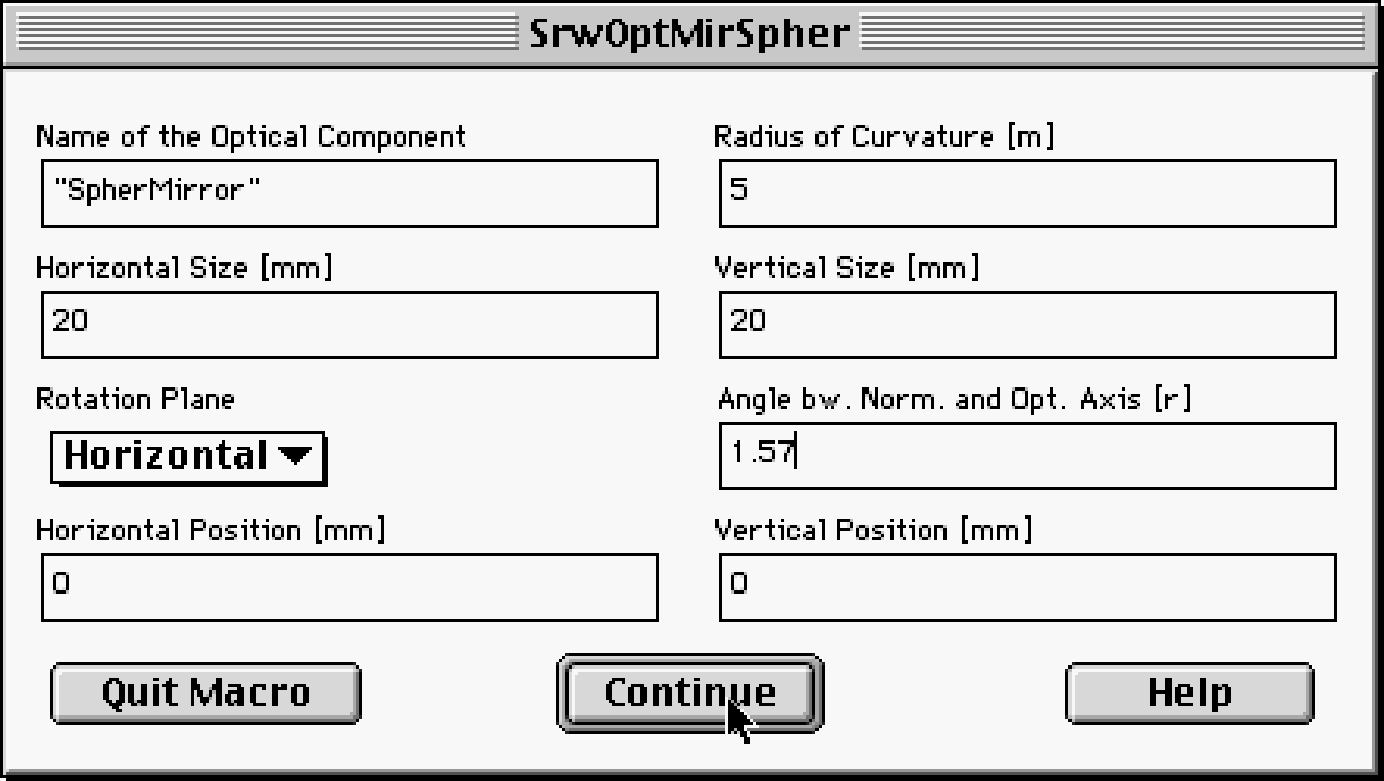 SrwOptMirSpher
Name of the Optical Component
"SpherMirror"
Radius of Curvature [m]
5
Horizontal Size [mm]
20
Vertical Size [mm]
20
Rotation Plane
Horizontal
Angle bw. Norm. and Opt. Axis [r]
1.57
Horizontal Position [mm]
0
Vertical Position [mm]
0
Quit Macro
Continue
Help